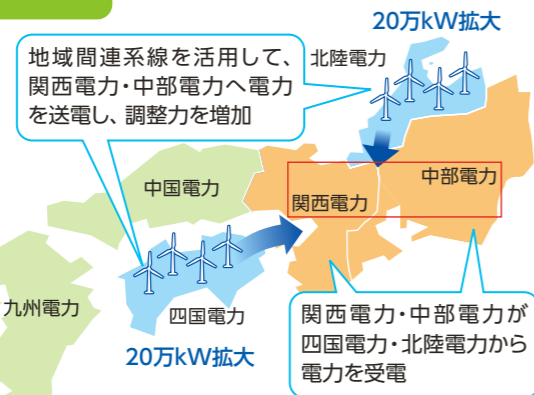 20万kW拡大
地域間連系線を活用して、
関西電力・中部電力へ電力
を送電し、調整力を増加
北陸電力
中部電力
中国電力
関西電力
九州電力
四国電力
20万kW拡大
関西電力・中部電力が
四国電力・北陸電力から
電力を受電